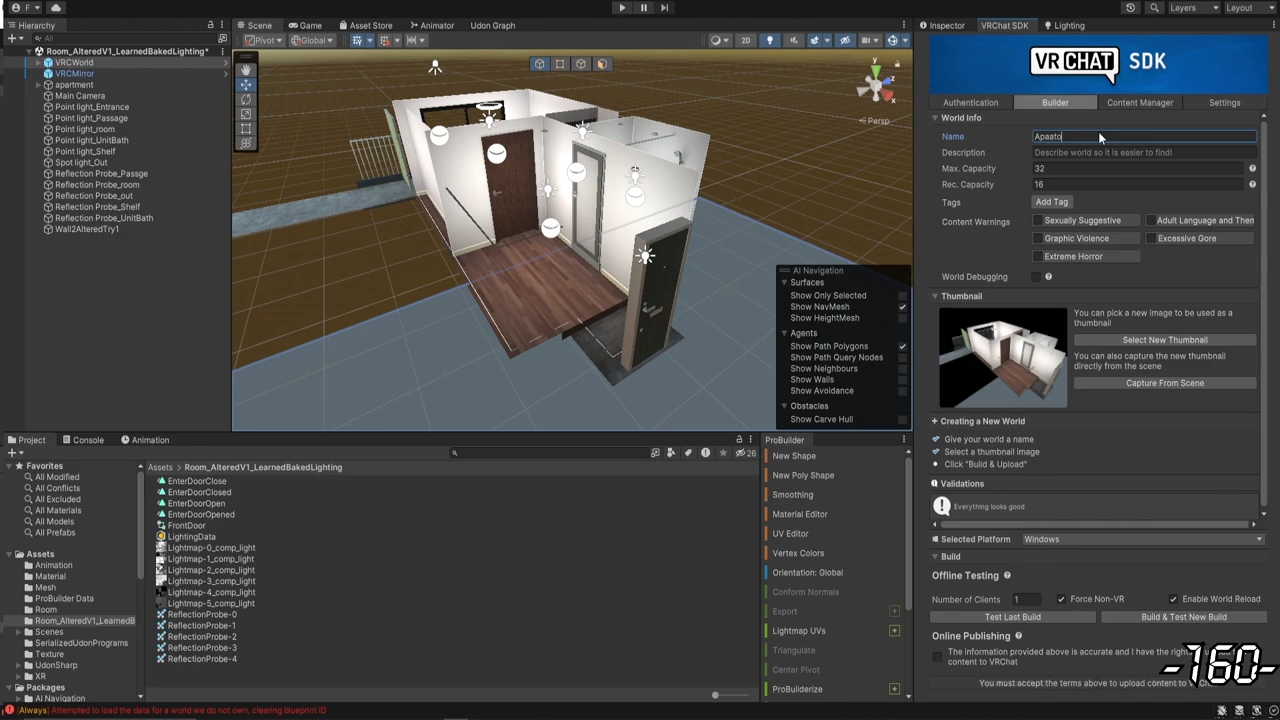 F
Layers
Layout
Hierarchy
All
Room_AlteredV1_LearnedBakedLighting*
VRCWorld
VRCMirror
apartment
Main Camera
Point light_Entrance
Point light_Passage
Point light_room
Point light_UnitBath
Point light_Shelf
Spot light_Out
Reflection Probe_Passge
Reflection Probe_room
Reflection Probe_out
Reflection Probe_Shelf
Reflection Probe_UnitBath
Wall2AlteredTry1
Scene
Game
Asset Store
Animator
Udon Graph
Pivot
Global
2D
y
Persp
AI Navigation
Surfaces
Show Only Selected
Show NavMesh
Show HeightMesh
Agents
Show Path Polygons
Show Path Query Nodes
Show Neighbours
Show Walls
Show Avoidance
Obstacles
Show Carve Hull
Inspector
VRChat SDK
Lighting
VRCHAT SDK
Authentication
Builder
Content Manager
Settings
World Info
Name
Apaato
Description
Describe world so it is easier to find!
Max. Capacity
32
Rec. Capacity
16
Tags
Add Tag
Content Warnings
Sexually Suggestive
Adult Language and Them
Graphic Violence
Excessive Gore
Extreme Horror
World Debugging
Thumbnail
You can pick a new image to be used as a
thumbnail
Select New Thumbnail
You can also capture the new thumbnail
directly from the scene
Capture From Scene
Creating a New World
Give your world a name
Select a thumbnail image
Click "Build & Upload"
Validations
Everything looks good
Selected Platform
Windows
Build
Offline Testing
Number of Clients
1
Force Non-VR
Enable World Reload
Test Last Build
Build & Test New Build
Online Publishing
The information provided above is accurate and I have the rights
content to VRChat
You must accept the terms above to upload content to VRC
-160-
Project
Console
Animation
26
Favorites
All Modified
All Conflicts
All Excluded
All Materials
All Models
All Prefabs
Assets
Animation
Material
Mesh
ProBuilder Data
Room
Room_AlteredV1_LearnedB
Scenes
SerializedUdonPrograms
Texture
UdonSharp
XR
Packages
AI Navigation
Assets > Room_AlteredV1_LearnedBakedLighting
EnterDoorClose
EnterDoorClosed
EnterDoorOpen
EnterDoorOpened
FrontDoor
LightingData
Lightmap-0_comp_light
Lightmap-1_comp_light
Lightmap-2_comp_light
Lightmap-3_comp_light
Lightmap-4_comp_light
Lightmap-5_comp_light
ReflectionProbe-0
ReflectionProbe-1
ReflectionProbe-2
ReflectionProbe-3
ReflectionProbe-4
ProBuilder
New Shape
New Poly Shape
Smoothing
Material Editor
UV Editor
Vertex Colors
Orientation: Global
Conform Normals
Export
Lightmap UVs
Triangulate
Center Pivot
ProBuilderize
[Always] Attempted to load the data for a world we do not own, clearing blueprint ID